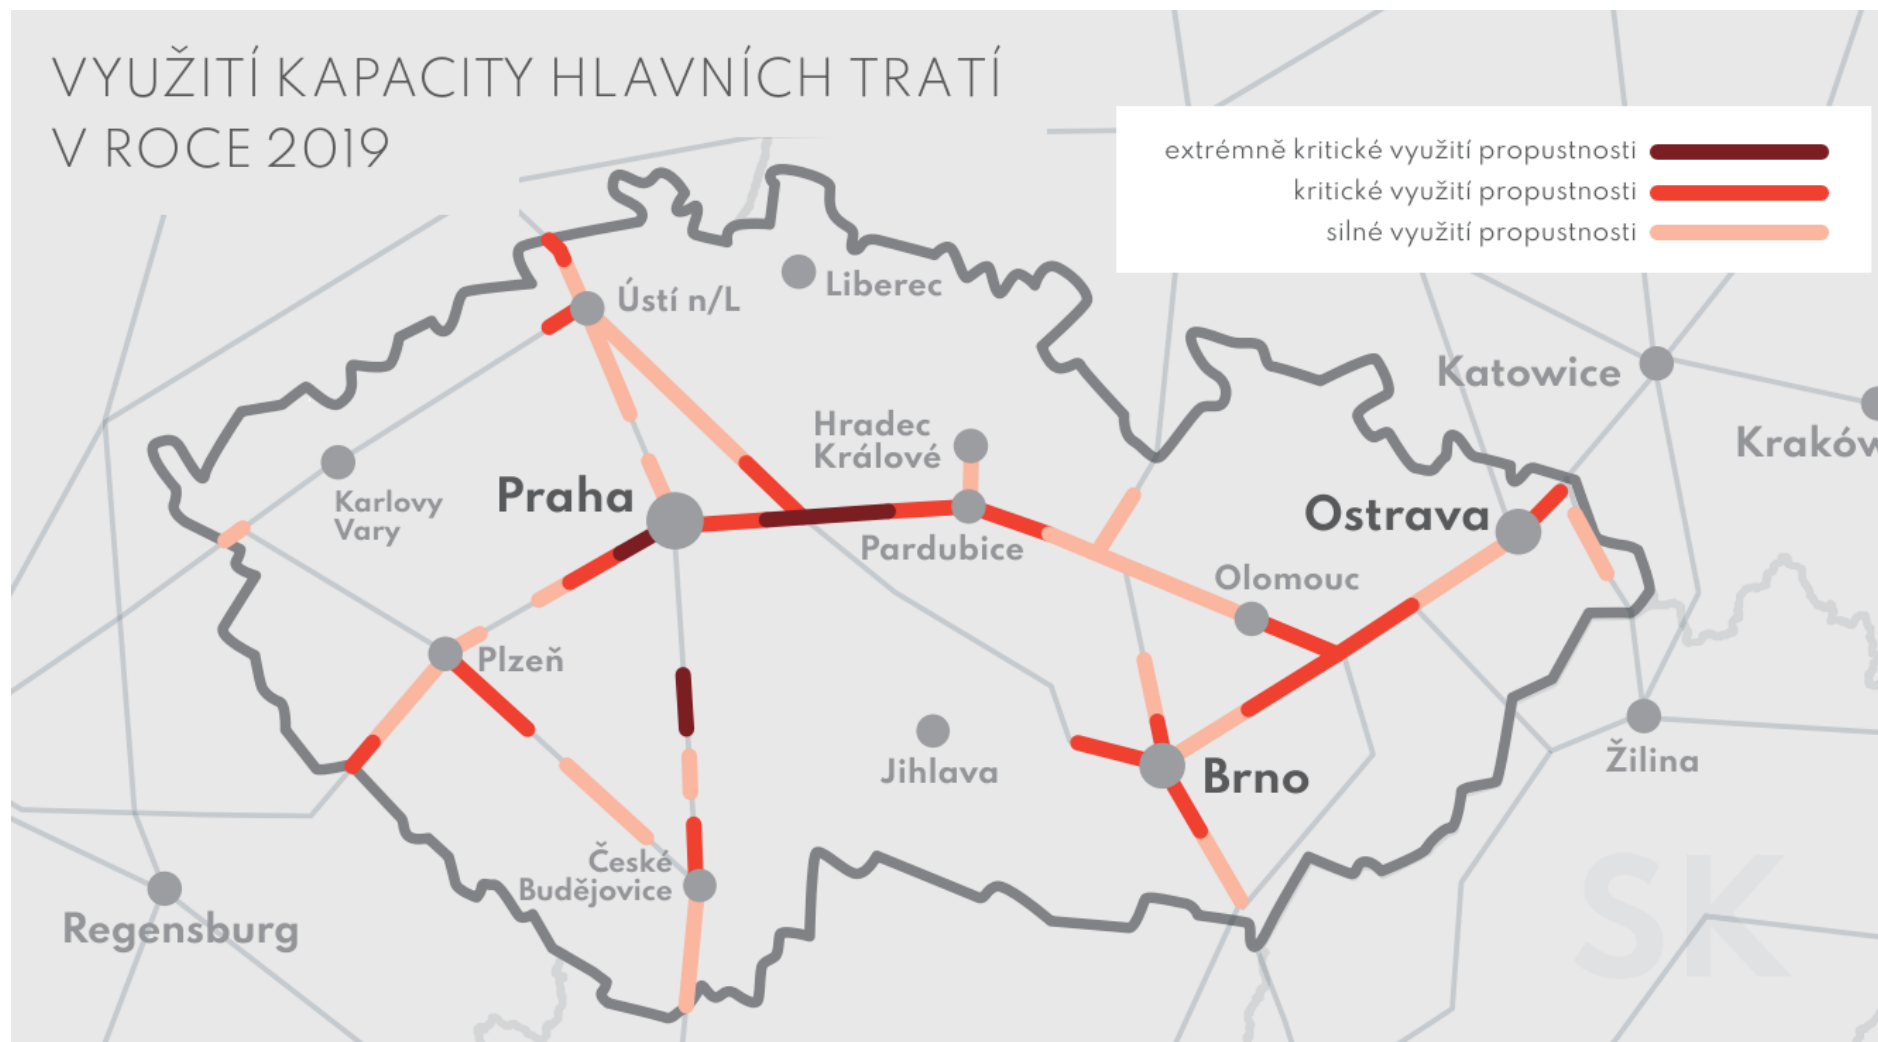 VYUŽITÍ KAPACITY HLAVNÍCH TRATÍ
V ROCE 2019
extrémně kritické využití propustnosti
kritické využití propustnosti
silné využití propustnosti
Ústí n/L
Liberec
Katowice
Kraków
Hradec
Králové
Karlovy
Vary
Praha
Ostrava
Pardubice
Olomouc
Plzeň
Jihlava
Brno
Žilina
České
Budějovice
Regensburg
SK